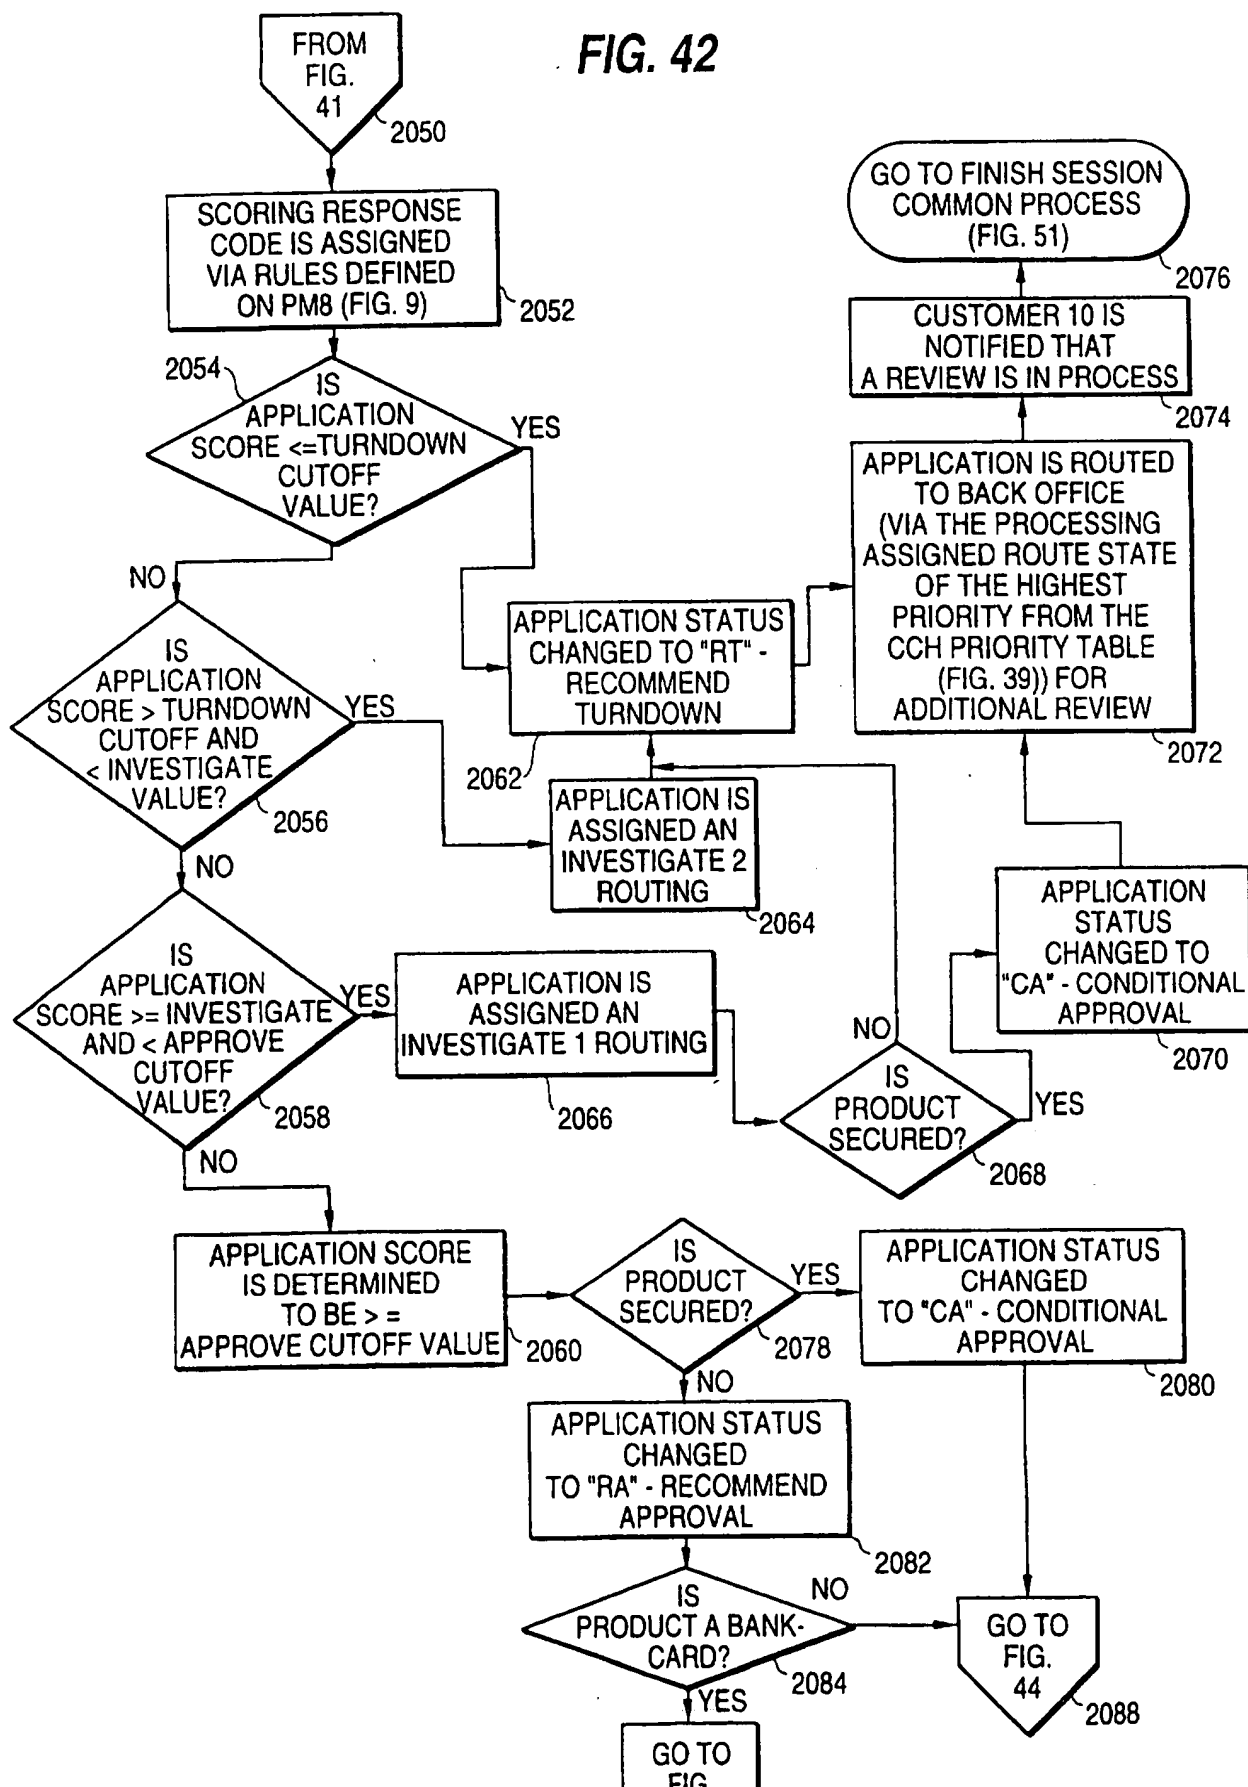 FIG. 42
FROM
FIG.
41
2050
SCORING RESPONSE
CODE IS ASSIGNED
VIA RULES DEFINED
ON PM8 (FIG. 9)
2052
2054
IS
APPLICATION
SCORE <=TURNDOWN
CUTOFF
VALUE?
YES
NO
IS
APPLICATION
SCORE > TURNDOWN
CUTOFF AND
< INVESTIGATE
VALUE?
2056
YES
NO
IS
APPLICATION
SCORE >= INVESTIGATE
AND < APPROVE
CUTOFF
VALUE?
2058
YES
NO
APPLICATION SCORE
IS DETERMINED
TO BE > =
APPROVE CUTOFF VALUE
2060
APPLICATION STATUS
CHANGED TO "RT" -
RECOMMEND
TURNDOWN
2062
APPLICATION IS
ASSIGNED AN
INVESTIGATE 2
ROUTING
2064
APPLICATION IS
ASSIGNED AN
INVESTIGATE 1 ROUTING
2066
IS
PRODUCT
SECURED?
2068
NO
YES
APPLICATION
STATUS
CHANGED TO
"CA" - CONDITIONAL
APPROVAL
2070
APPLICATION IS ROUTED
TO BACK OFFICE
(VIA THE PROCESSING
ASSIGNED ROUTE STATE
OF THE HIGHEST
PRIORITY FROM THE
CCH PRIORITY TABLE
(FIG. 39)) FOR
ADDITIONAL REVIEW
2072
CUSTOMER 10 IS
NOTIFIED THAT
A REVIEW IS IN PROCESS
2074
GO TO FINISH SESSION
COMMON PROCESS
(FIG. 51)
2076
IS
PRODUCT
SECURED?
2078
YES
NO
APPLICATION STATUS
CHANGED
TO "CA" - CONDITIONAL
APPROVAL
2080
APPLICATION STATUS
CHANGED
TO "RA" - RECOMMEND
APPROVAL
2082
IS
PRODUCT A BANK-
CARD?
2084
NO
YES
GO TO
FIG.
44
2088
GO TO
FIG.